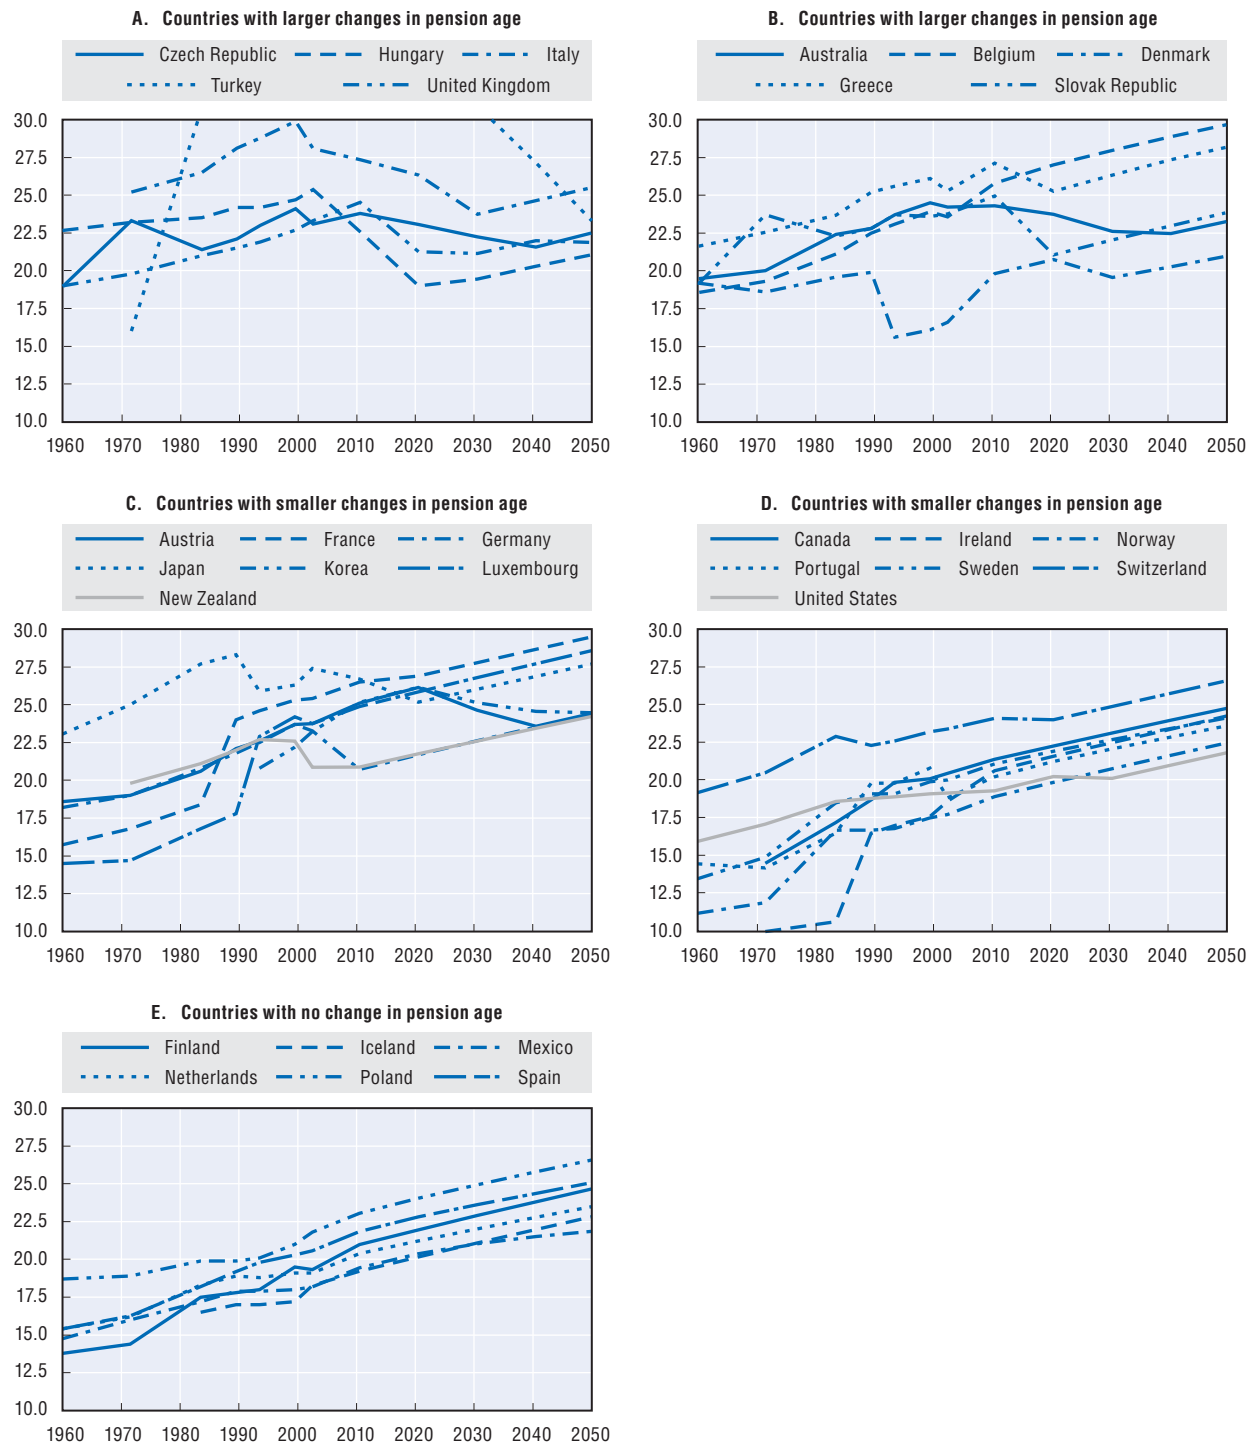 A. Countries with larger changes in pension age
Czech Republic Hungary Italy
Turkey United Kingdom
30.0
27.5
25.0
22.5
20.0
17.5
15.0
12.5
10.0
1960 1970 1980 1990 2000 2010 2020 2030 2040 2050
B. Countries with larger changes in pension age
Australia Belgium Denmark
Greece Slovak Republic
30.0
27.5
25.0
22.5
20.0
17.5
15.0
12.5
10.0
1960 1970 1980 1990 2000 2010 2020 2030 2040 2050
C. Countries with smaller changes in pension age
Austria France Germany
Japan Korea Luxembourg
New Zealand
30.0
27.5
25.0
22.5
20.0
17.5
15.0
12.5
10.0
1960 1970 1980 1990 2000 2010 2020 2030 2040 2050
D. Countries with smaller changes in pension age
Canada Ireland Norway
Portugal Sweden Switzerland
United States
30.0
27.5
25.0
22.5
20.0
17.5
15.0
12.5
10.0
1960 1970 1980 1990 2000 2010 2020 2030 2040 2050
E. Countries with no change in pension age
Finland Iceland Mexico
Netherlands Poland Spain
30.0
27.5
25.0
22.5
20.0
17.5
15.0
12.5
10.0
1960 1970 1980 1990 2000 2010 2020 2030 2040 2050